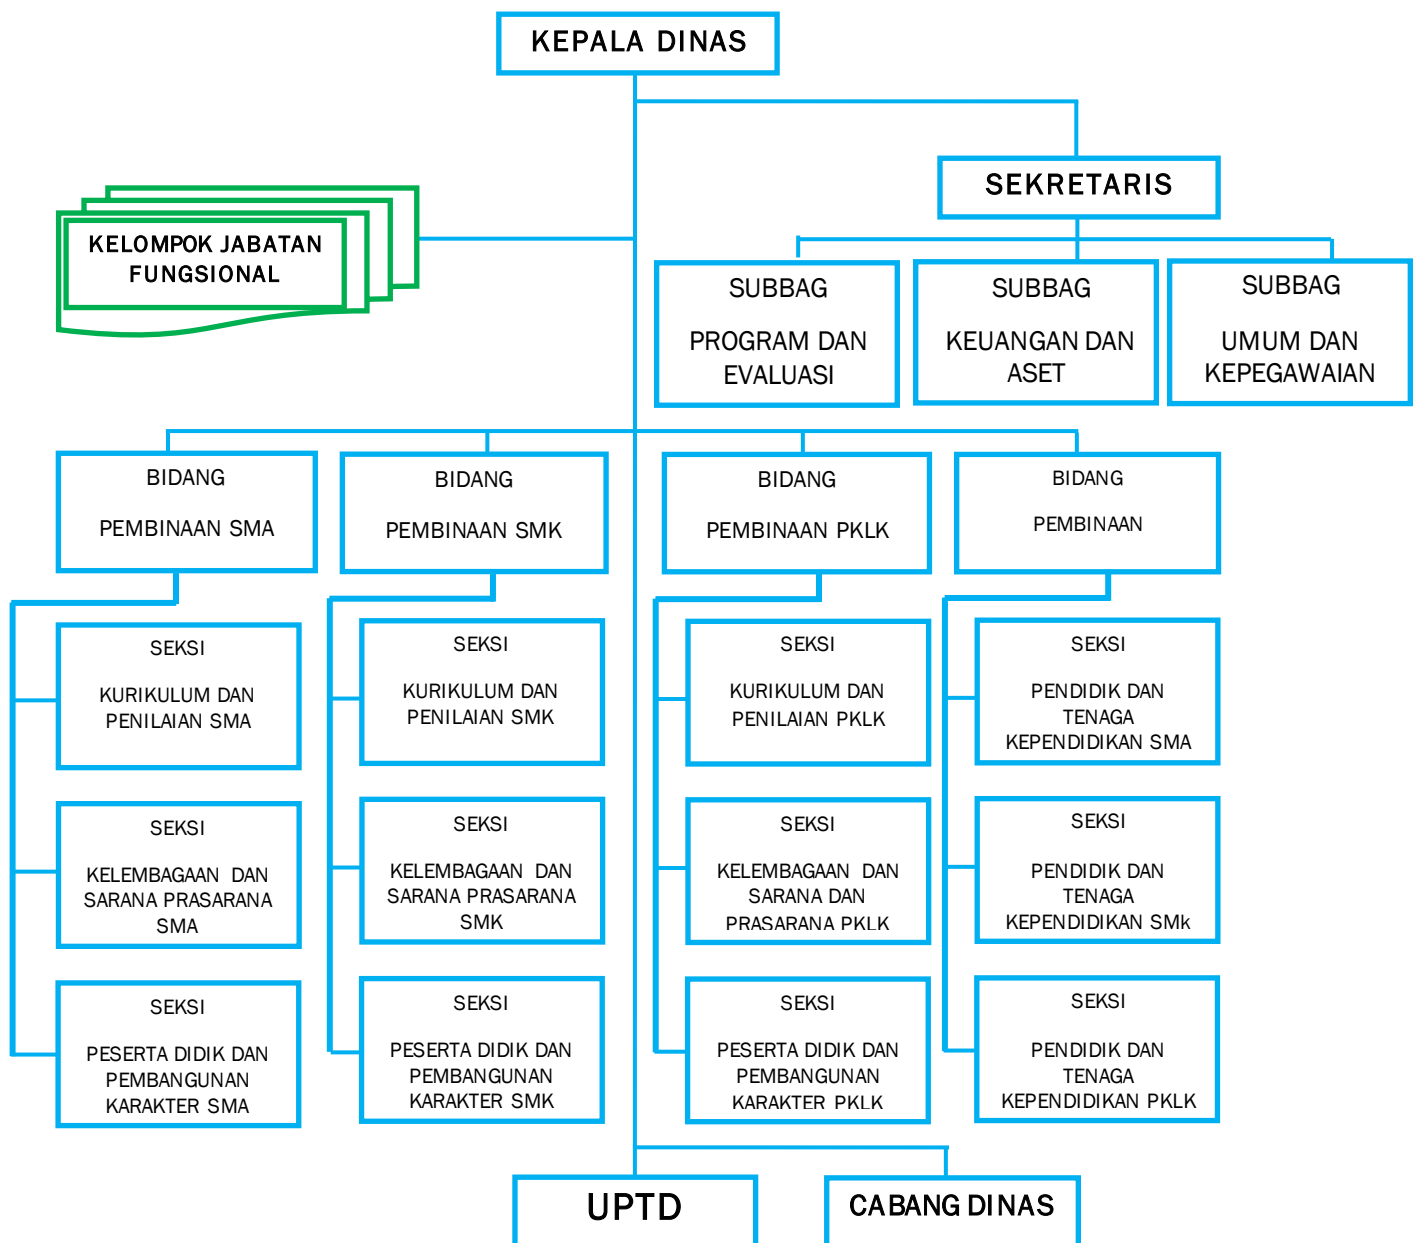 KEPALA DINAS
SEKRETARIS
KELOMPOK JABATAN
FUNGSIONAL
SUBBAG
PROGRAM DAN
EVALUASI
SUBBAG
KEUANGAN DAN
ASET
SUBBAG
UMUM DAN
KEPEGAWAIAN
BIDANG
PEMBINAAN SMA
BIDANG
PEMBINAAN SMK
BIDANG
PEMBINAAN PKLK
BIDANG
PEMBINAAN
SEKSI
KURIKULUM DAN
PENILAIAN SMA
SEKSI
KURIKULUM DAN
PENILAIAN SMK
SEKSI
KURIKULUM DAN
PENILAIAN PKLK
SEKSI
PENDIDIK DAN
TENAGA
KEPENDIDIKAN SMA
SEKSI
KELEMBAGAAN DAN
SARANA PRASARANA
SMA
SEKSI
KELEMBAGAAN DAN
SARANA PRASARANA
SMK
SEKSI
KELEMBAGAAN DAN
SARANA DAN
PRASARANA PKLK
SEKSI
PENDIDIK DAN
TENAGA
KEPENDIDIKAN SMk
SEKSI
PESERTA DIDIK DAN
PEMBANGUNAN
KARAKTER SMA
SEKSI
PESERTA DIDIK DAN
PEMBANGUNAN
KARAKTER SMK
SEKSI
PESERTA DIDIK DAN
PEMBANGUNAN
KARAKTER PKLK
SEKSI
PENDIDIK DAN
TENAGA
KEPENDIDIKAN PKLK
UPTD
CABANG DINAS